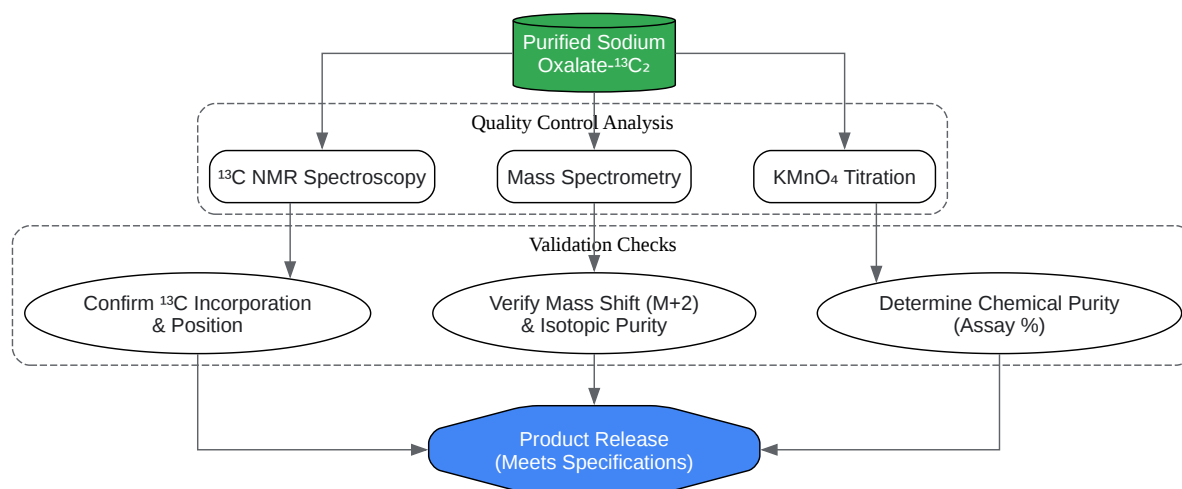 Purified Sodium
Oxalate-¹³C₂
Quality Control Analysis
¹³C NMR Spectroscopy
Mass Spectrometry
KMnO₄ Titration
Validation Checks
Confirm ¹³C Incorporation
& Position
Verify Mass Shift (M+2)
& Isotopic Purity
Determine Chemical Purity
(Assay %)
Product Release
(Meets Specifications)